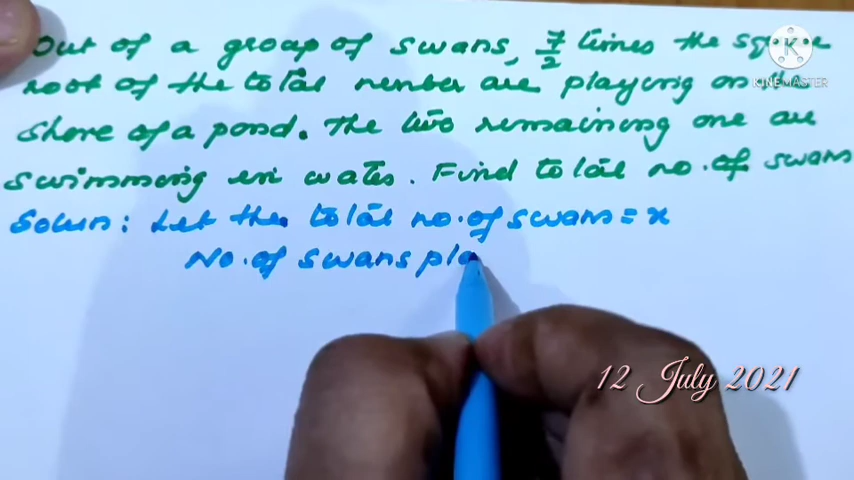 Out of a group of swans, 7/2 times the square
root of the total number are playing on the
shore of a pond. The two remaining one are
swimming in water. Find total no. of swans
Soln: Let the total no. of swans = x
No. of swans pla
K
KINEMASTER
12 July 2021